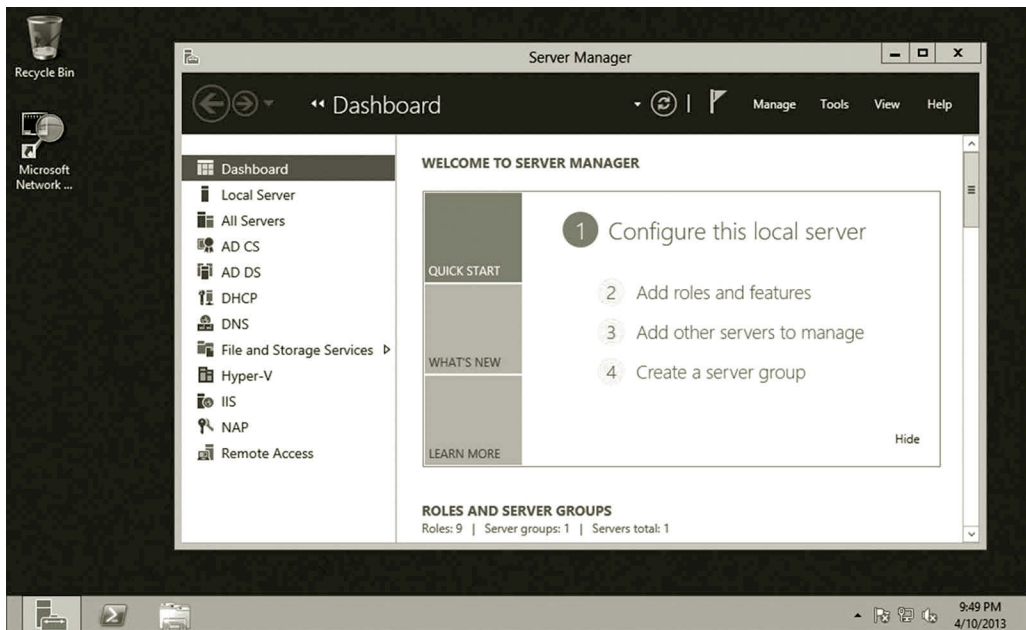 Recycle Bin
Microsoft
Network ...
Server Manager
Dashboard
Manage Tools View Help
Dashboard
Local Server
All Servers
AD CS
AD DS
DHCP
DNS
File and Storage Services
Hyper-V
IIS
NAP
Remote Access
WELCOME TO SERVER MANAGER
QUICK START
WHAT'S NEW
LEARN MORE
1 Configure this local server
2 Add roles and features
3 Add other servers to manage
4 Create a server group
Hide
ROLES AND SERVER GROUPS
Roles: 9 | Server groups: 1 | Servers total: 1
9:49 PM
4/10/2013